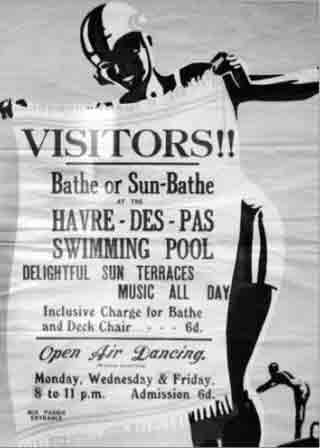 VISITORS!!
Bathe or Sun-Bathe
AT THE
HAVRE-DES-PAS
SWIMMING POOL
DELIGHTFUL SUN TERRACES
MUSIC ALL DAY
Inclusive Charge for Bathe
and Deck Chair - - - 6d.
Open Air Dancing.
Monday, Wednesday & Friday,
8 to 11 p.m. Admission 6d.